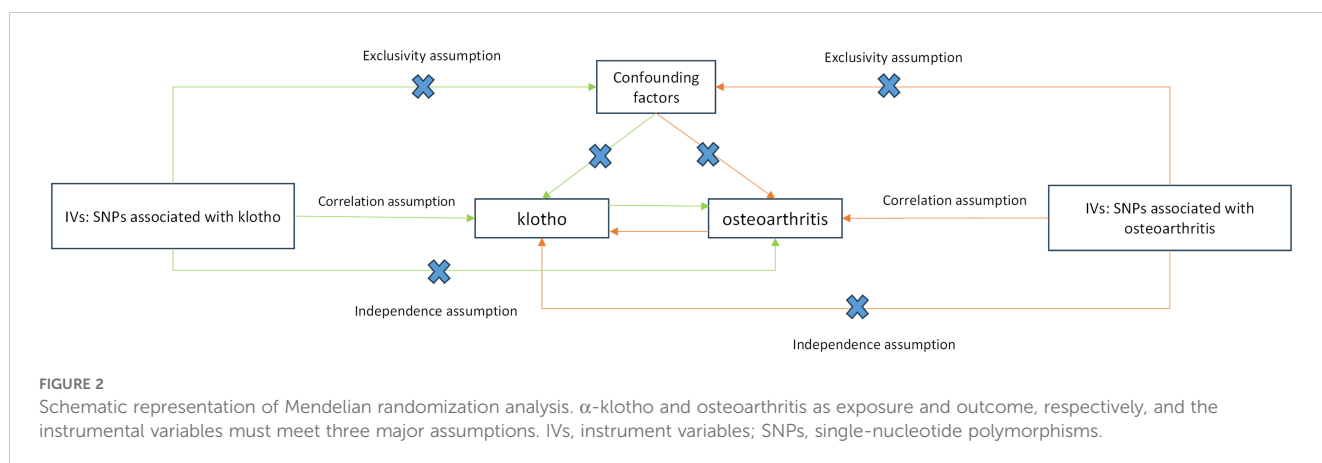 Exclusivity assumption
Exclusivity assumption
Confounding
factors
IVs: SNPs associated with klotho
Correlation assumption
klotho
osteoarthritis
Correlation assumption
IVs: SNPs associated with
osteoarthritis
Independence assumption
Independence assumption
FIGURE 2
Schematic representation of Mendelian randomization analysis. α-klotho and osteoarthritis as exposure and outcome, respectively, and the
instrumental variables must meet three major assumptions. IVs, instrument variables; SNPs, single-nucleotide polymorphisms.